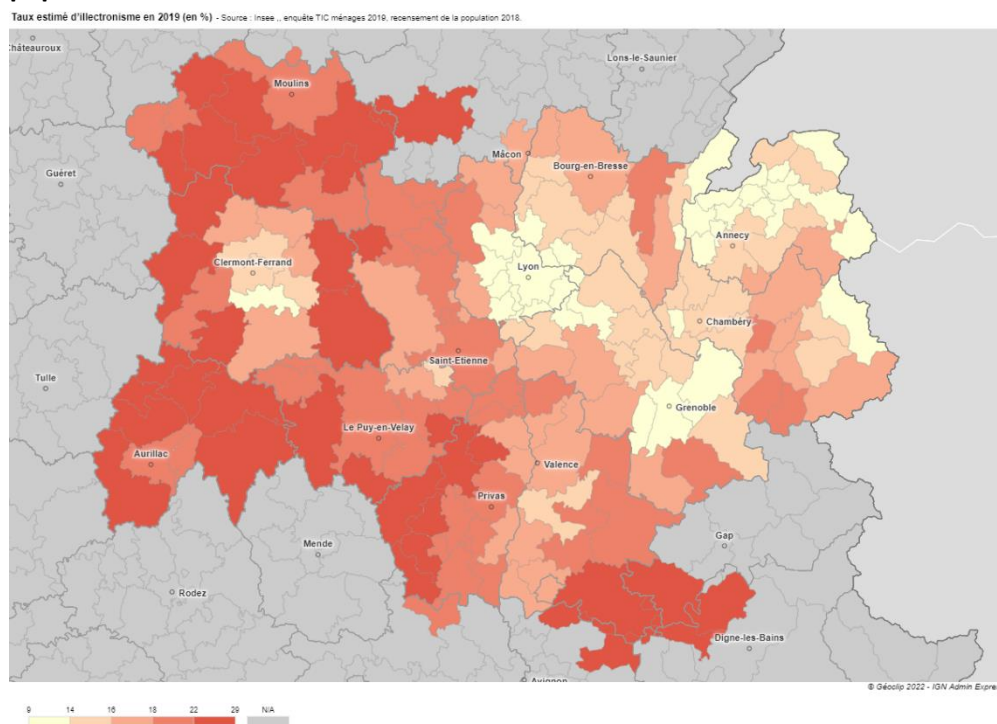 Taux estimé d'illectronisme en 2019 (en %) - Source : Insee ., enquête TIC ménages 2019, recensement de la population 2018.
Châteauroux
Lons-le-Saunier
Moulins
Mâcon
Bourg-en-Bresse
Guéret
Annecy
Clermont-Ferrand
Lyon
Chambéry
Saint-Etienne
Tulle
Grenoble
Le Puy-en-Velay
Aurillac
Valence
Privas
Gap
Mende
Rodez
Digne-les-Bains
Avignon
© Géoclip 2022 - IGN Admin Expre
9 14 16 18 22 29 N/A